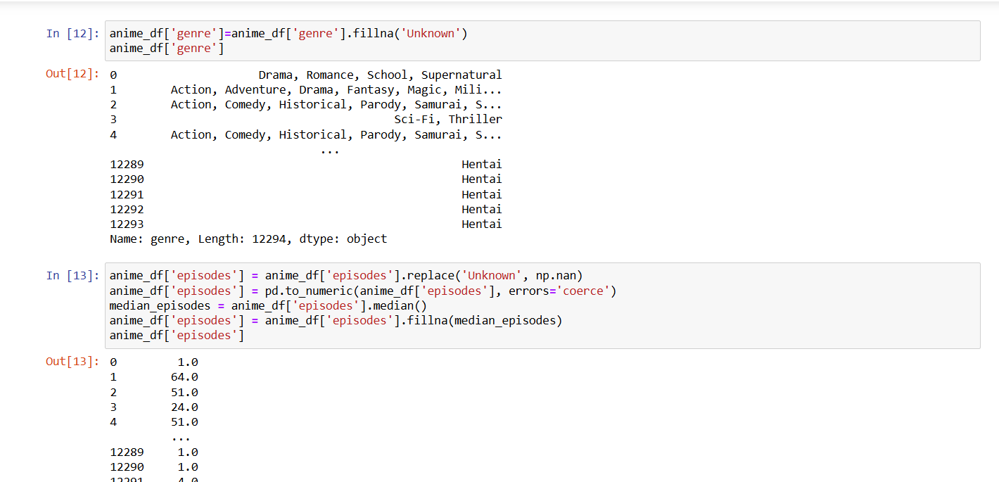 In [12]: anime_df['genre']=anime_df['genre'].fillna('Unknown')
anime_df['genre']
Out[12]: 0 Drama, Romance, School, Supernatural
1 Action, Adventure, Drama, Fantasy, Magic, Mili...
2 Action, Comedy, Historical, Parody, Samurai, S...
3 Sci-Fi, Thriller
4 Action, Comedy, Historical, Parody, Samurai, S...
...
12289 Hentai
12290 Hentai
12291 Hentai
12292 Hentai
12293 Hentai
Name: genre, Length: 12294, dtype: object
In [13]: anime_df['episodes'] = anime_df['episodes'].replace('Unknown', np.nan)
anime_df['episodes'] = pd.to_numeric(anime_df['episodes'], errors='coerce')
median_episodes = anime_df['episodes'].median()
anime_df['episodes'] = anime_df['episodes'].fillna(median_episodes)
anime_df['episodes']
Out[13]: 0 1.0
1 64.0
2 51.0
3 24.0
4 51.0
...
12289 1.0
12290 1.0
12291 4.0